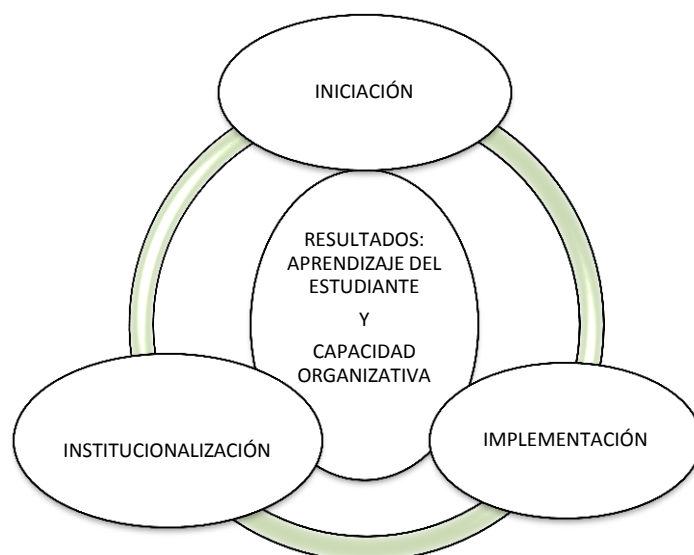 INICIACIÓN
RESULTADOS:
APRENDIZAJE DEL
ESTUDIANTE
Y
CAPACIDAD
ORGANIZATIVA
INSTITUCIONALIZACIÓN
IMPLEMENTACIÓN